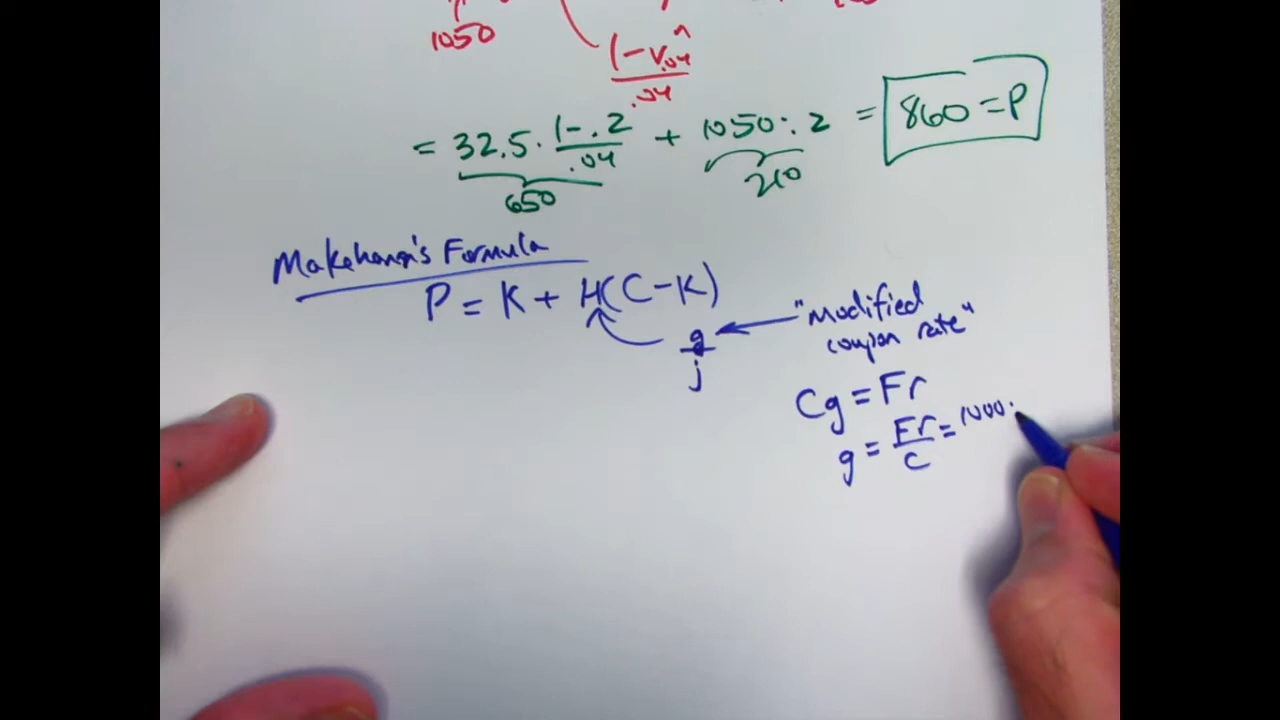 1050
1-v^n .04
.04
= 32.5 · 1-.2 / .04 + 1050 · .2 = 860 = P
650
210
Makeham's Formula
P = K + g/j (C-K)
"modified
coupon rate"
g
j
Cg = Fr
g = Fr/C = 1000·